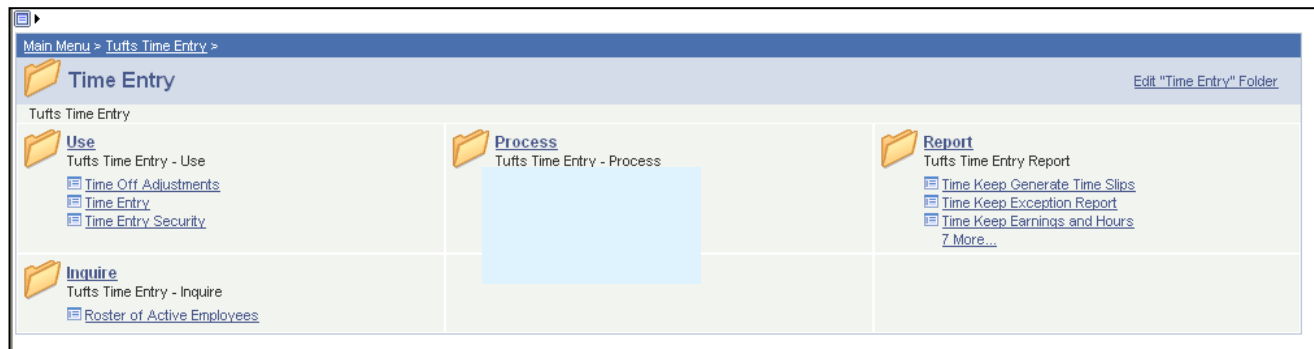 Main Menu > Tufts Time Entry >
Time Entry
Edit "Time Entry" Folder
Tufts Time Entry
Use
Tufts Time Entry - Use
Time Off Adjustments
Time Entry
Time Entry Security
Process
Tufts Time Entry - Process
Report
Tufts Time Entry Report
Time Keep Generate Time Slips
Time Keep Exception Report
Time Keep Earnings and Hours
7 More...
Inquire
Tufts Time Entry - Inquire
Roster of Active Employees